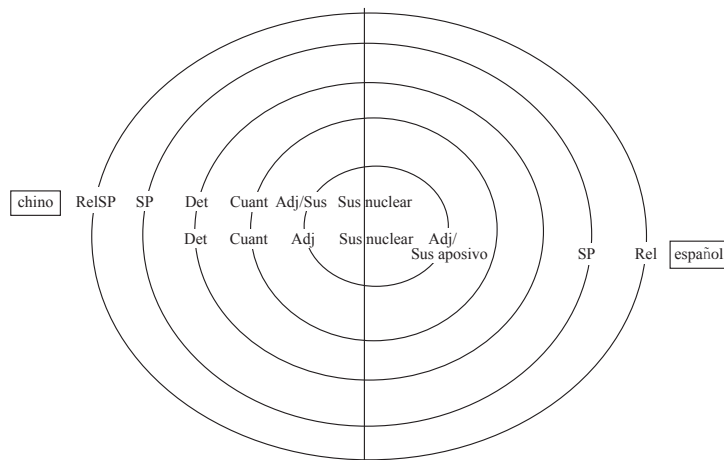 chino RelSP SP Det Cuant Adj/Sus Sus nuclear
Det Cuant Adj Sus nuclear Adj/
Sus aposivo SP Rel español